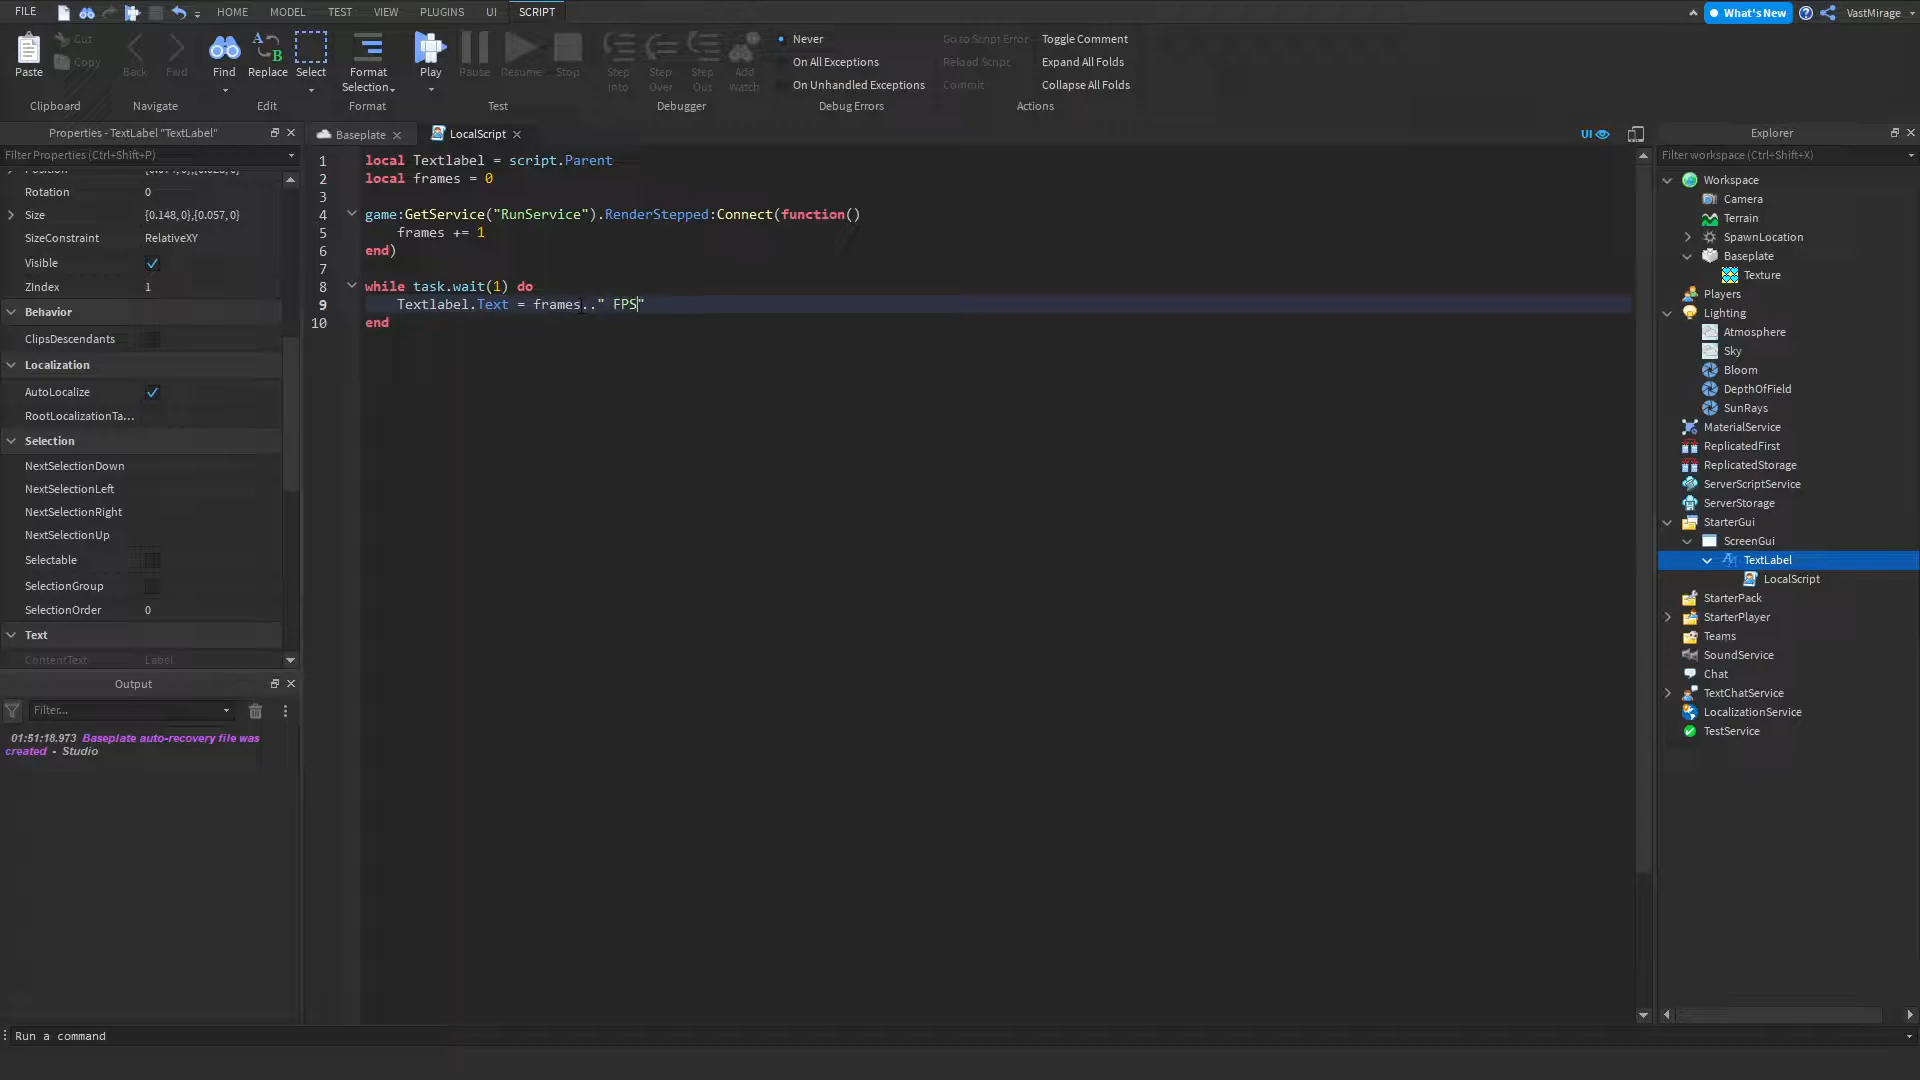 FILE
HOME
MODEL
TEST
VIEW
PLUGINS
UI
SCRIPT
What's New
VastMirage
Paste
Cut
Copy
Clipboard
Back
Fwd
Navigate
Find
Replace
Select
Edit
Format
Selection
Format
Play
Pause
Resume
Stop
Test
Step
Into
Step
Over
Step
Out
Add
Watch
Debugger
Never
On All Exceptions
On Unhandled Exceptions
Debug Errors
Go to Script Error
Reload Script
Commit
Toggle Comment
Expand All Folds
Collapse All Folds
Actions
Properties - TextLabel "TextLabel"
Filter Properties (Ctrl+Shift+P)
Rotation 0
Size {0.148, 0},{0.057, 0}
SizeConstraint RelativeXY
Visible
ZIndex 1
Behavior
ClipsDescendants
Localization
AutoLocalize
RootLocalizationTa...
Selection
NextSelectionDown
NextSelectionLeft
NextSelectionRight
NextSelectionUp
Selectable
SelectionGroup
SelectionOrder 0
Text
ContentText Label
Output
Filter...
01:51:18.973 Baseplate auto-recovery file was
created - Studio
Baseplate
LocalScript
UI
1 local Textlabel = script.Parent
2 local frames = 0
3
4 game:GetService("RunService").RenderStepped:Connect(function()
5 frames += 1
6 end)
7
8 while task.wait(1) do
9 Textlabel.Text = frames.." FPS"
10 end
Explorer
Filter workspace (Ctrl+Shift+X)
Workspace
Camera
Terrain
SpawnLocation
Baseplate
Texture
Players
Lighting
Atmosphere
Sky
Bloom
DepthOfField
SunRays
MaterialService
ReplicatedFirst
ReplicatedStorage
ServerScriptService
ServerStorage
StarterGui
ScreenGui
TextLabel
LocalScript
StarterPack
StarterPlayer
Teams
SoundService
Chat
TextChatService
LocalizationService
TestService
Run a command